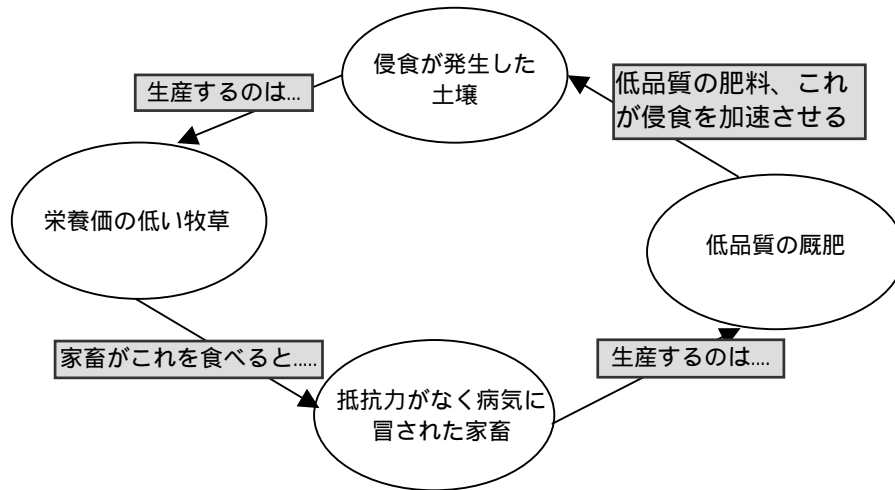 侵食が発生した
土壌
生産するのは...
低品質の肥料、これ
が侵食を加速させる
栄養価の低い牧草
低品質の厩肥
家畜がこれを食べると.....
生産するのは....
抵抗力がなく病気に
冒された家畜